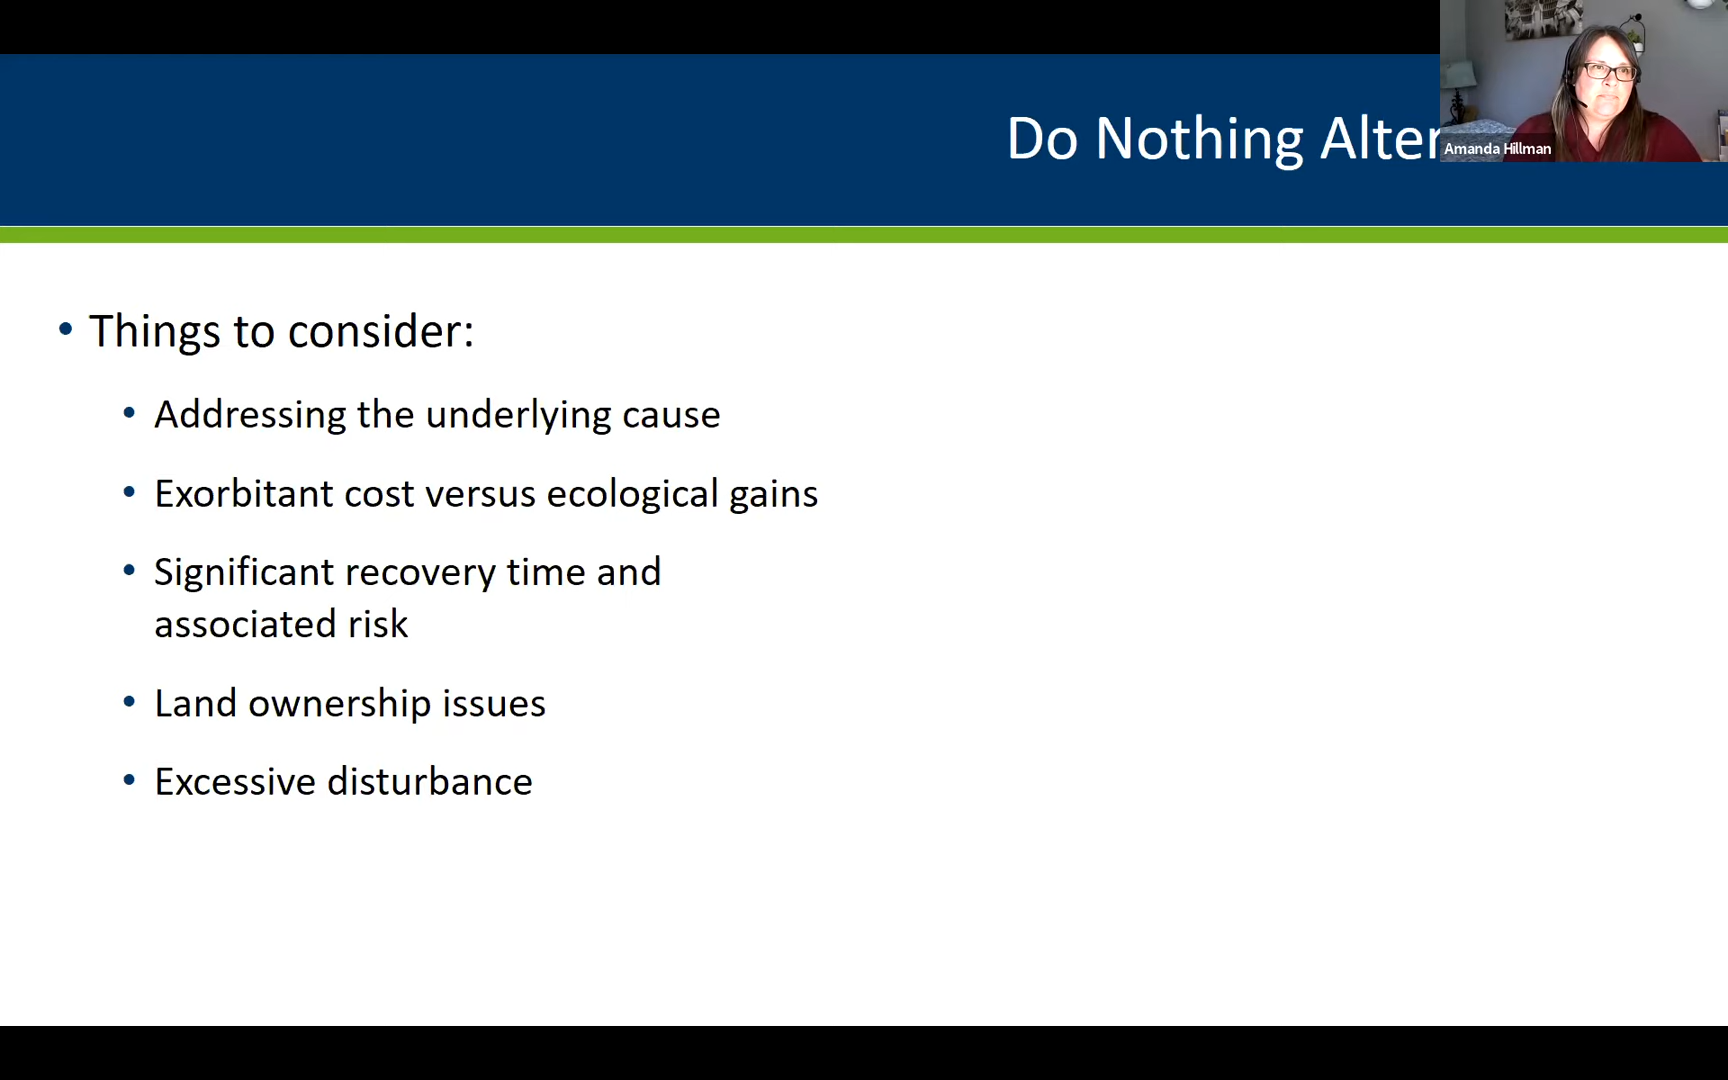 Do Nothing Alter
Amanda Hillman
• Things to consider:
• Addressing the underlying cause
• Exorbitant cost versus ecological gains
• Significant recovery time and
associated risk
• Land ownership issues
• Excessive disturbance